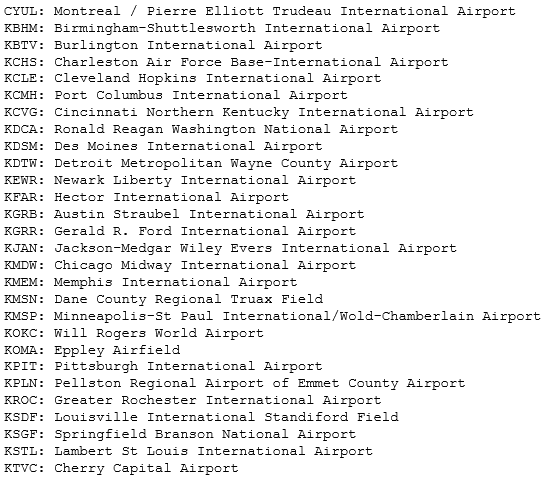 CYUL: Montreal / Pierre Elliott Trudeau International Airport
KBHM: Birmingham-Shuttlesworth International Airport
KBTV: Burlington International Airport
KCHS: Charleston Air Force Base-International Airport
KCLE: Cleveland Hopkins International Airport
KCMH: Port Columbus International Airport
KCVG: Cincinnati Northern Kentucky International Airport
KDCA: Ronald Reagan Washington National Airport
KDSM: Des Moines International Airport
KDTW: Detroit Metropolitan Wayne County Airport
KEWR: Newark Liberty International Airport
KFAR: Hector International Airport
KGRB: Austin Straubel International Airport
KGRR: Gerald R. Ford International Airport
KJAN: Jackson-Medgar Wiley Evers International Airport
KMDW: Chicago Midway International Airport
KMEM: Memphis International Airport
KMSN: Dane County Regional Truax Field
KMSP: Minneapolis-St Paul International/Wold-Chamberlain Airport
KOKC: Will Rogers World Airport
KOMA: Eppley Airfield
KPIT: Pittsburgh International Airport
KPLN: Pellston Regional Airport of Emmet County Airport
KROC: Greater Rochester International Airport
KSDF: Louisville International Standiford Field
KSGF: Springfield Branson National Airport
KSTL: Lambert St Louis International Airport
KTVC: Cherry Capital Airport